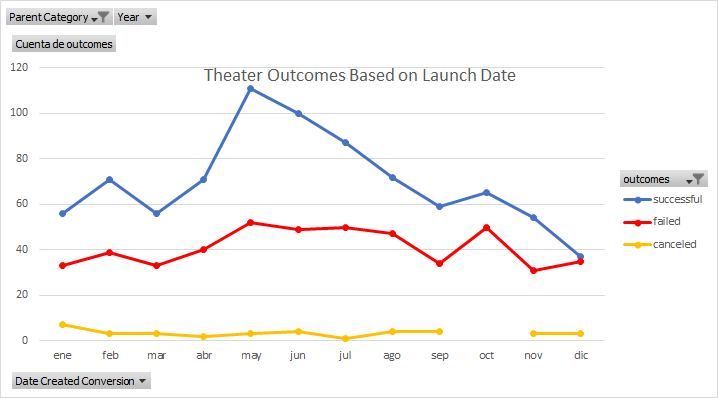 Parent Category Year
Cuenta de outcomes
Theater Outcomes Based on Launch Date
120
100
80
60
40
20
0
ene feb mar abr may jun jul ago sep oct nov dic
outcomes
successful
failed
canceled
Date Created Conversion